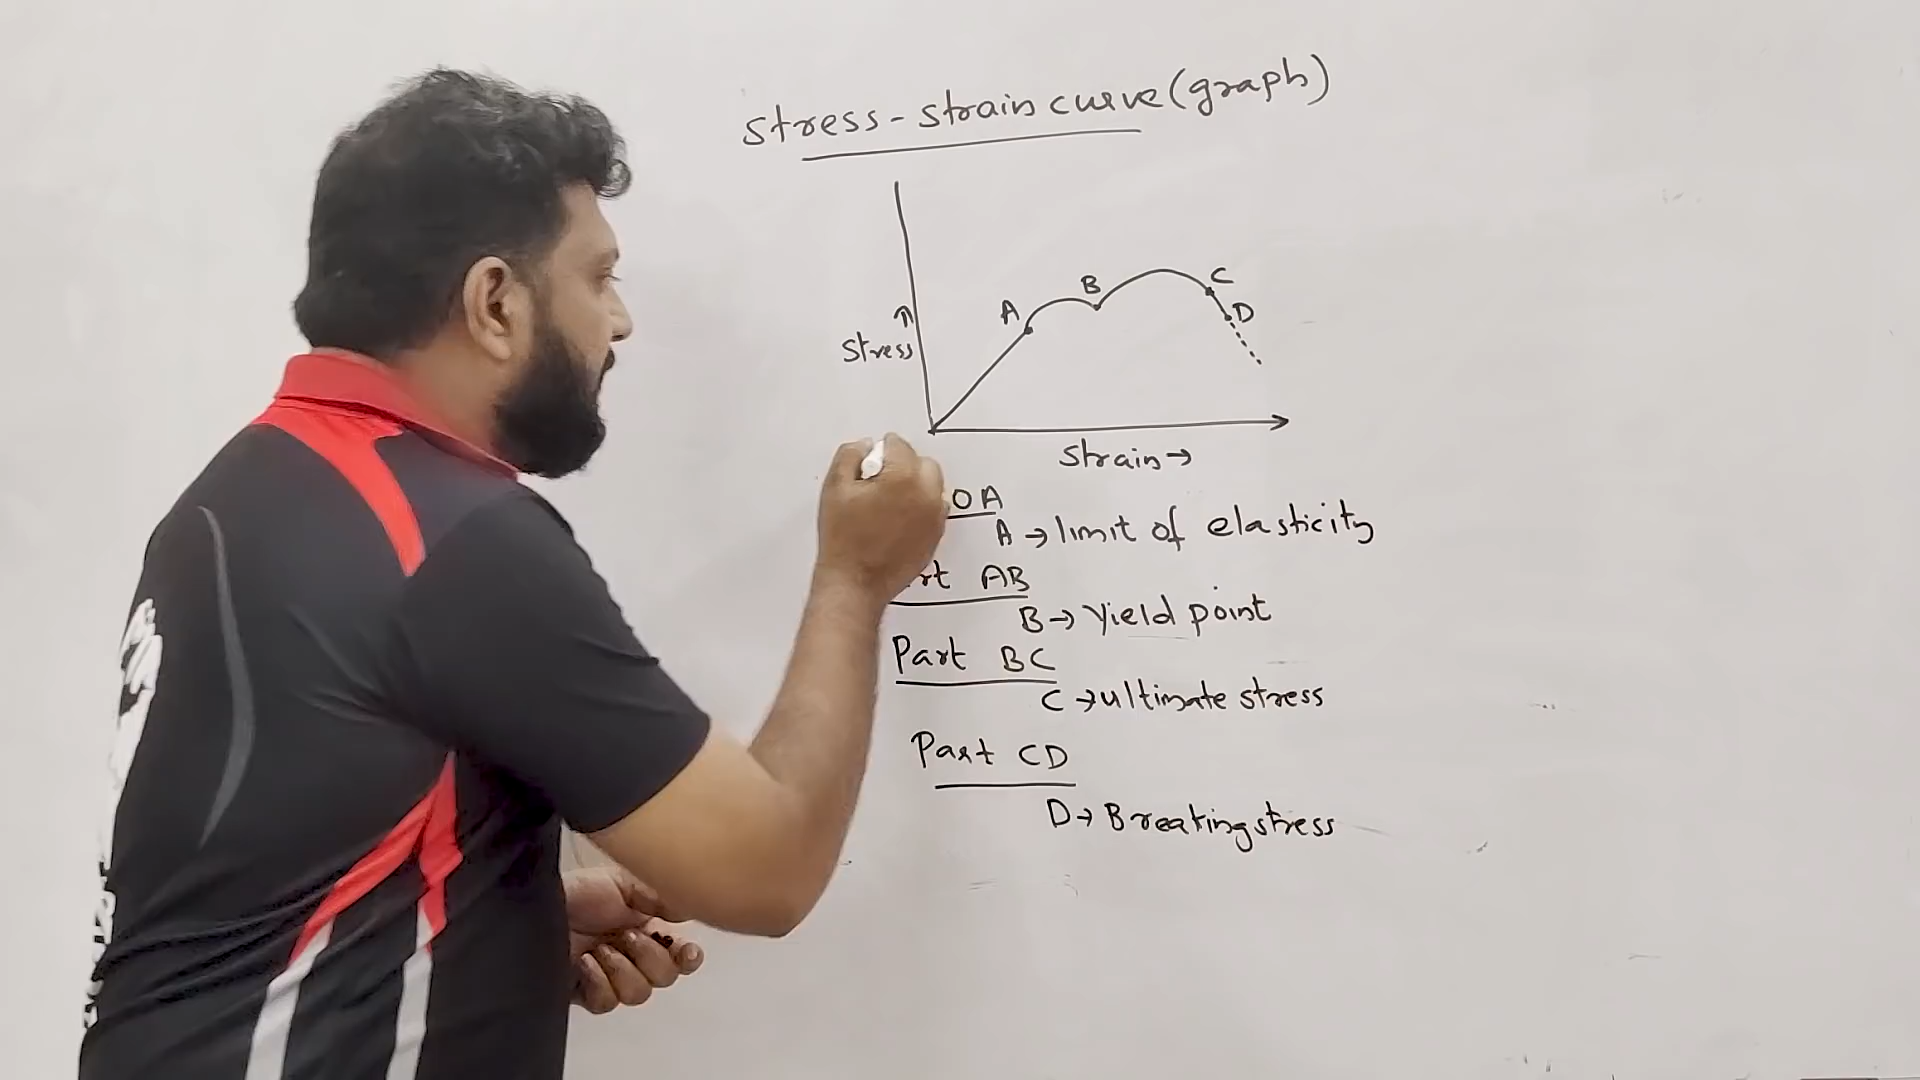 stress - strain curve (graph)
A
B
C
D
Stress
Strain →
OA
A → limit of elasticity
AB
B → Yield point
Part BC
C → ultimate stress
Part CD
D → Breaking stress